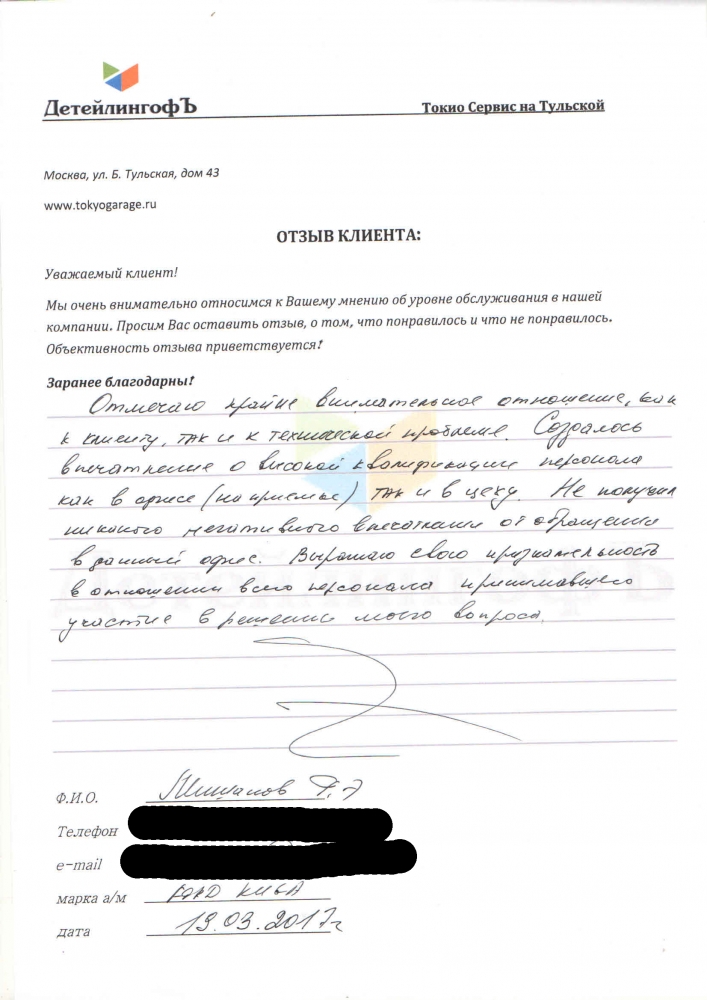 ДетейлингофЪ
Токио Сервис на Тульской
Москва, ул. Б. Тульская, дом 43
www.tokyogarage.ru
ОТЗЫВ КЛИЕНТА:
Уважаемый клиент!
Мы очень внимательно относимся к Вашему мнению об уровне обслуживания в нашей
компании. Просим Вас оставить отзыв, о том, что понравилось и что не понравилось.
Объективность отзыва приветствуется!
Заранее благодарны!
Отмечаю крайне внимательное отношение, как
к клиенту, так и к технической проблеме. Создалось
впечатление о высокой квалификации персонала
как в офисе (на приемке) так и в цеху. Не получил
никакого негативного впечатления от обращения
в данный офис. Выражаю свою признательность
в отношении всего персонала принимавшего
участие в решении моего вопроса.
Ф.И.О.
Телефон
e-mail
марка а/м Форд Куга
дата 19.03.2017г